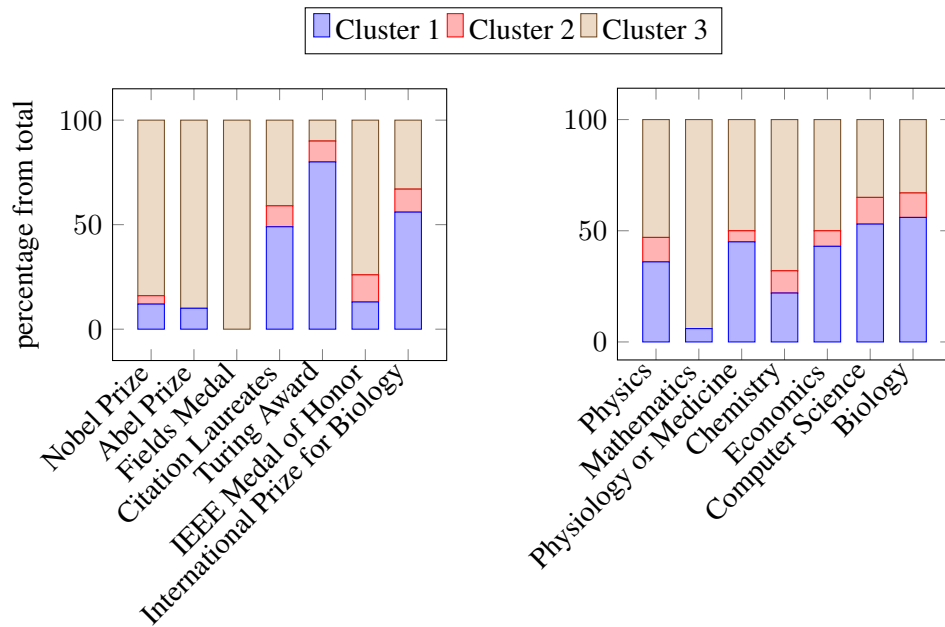 Cluster 1 Cluster 2 Cluster 3
percentage from total
100
50
0
Nobel Prize
Abel Prize
Fields Medal
Citation Laureates
Turing Award
IEEE Medal of Honor
International Prize for Biology
100
50
0
Physics
Mathematics
Physiology or Medicine
Chemistry
Economics
Computer Science
Biology